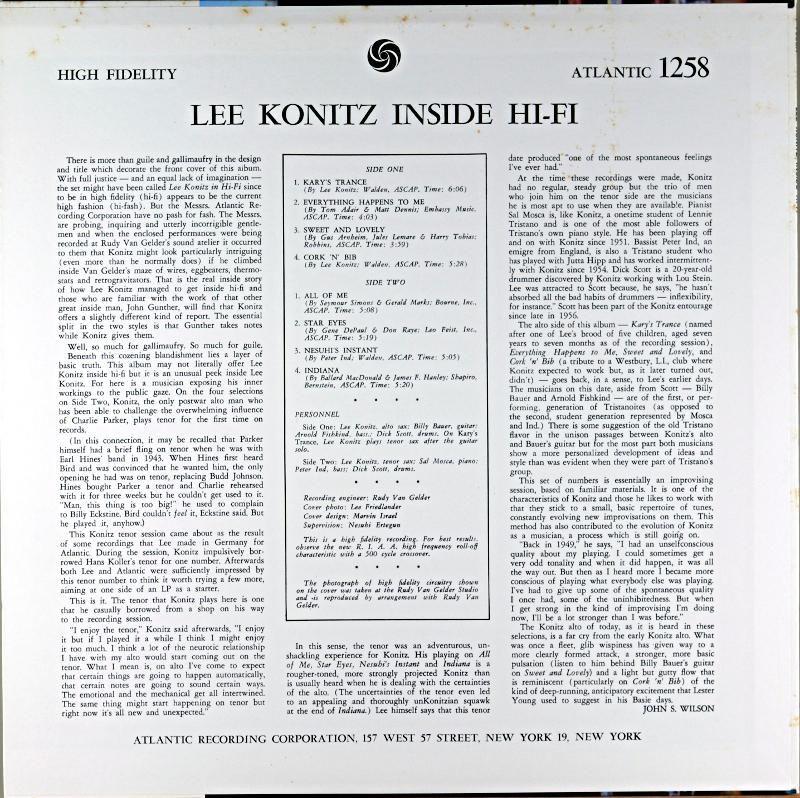 HIGH FIDELITY
ATLANTIC 1258
LEE KONITZ INSIDE HI-FI
There is more than guile and gallimaufry in the design
and title which decorate the front cover of this album.
With full justice — and an equal lack of imagination —
the set might have been called Lee Konitz in Hi-Fi since
to be in high fidelity (hi-fi) appears to be the current
high fashion (hi-fash). But the Messrs. Atlantic Re-
cording Corporation have no pash for fash. The Messrs.
are probing, inquiring and utterly incorrigible gentle-
men and when the enclosed performances were being
recorded at Rudy Van Gelder's sound atelier it occurred
to them that Konitz might look particularly intriguing
(even more than he normally does) if he climbed
inside Van Gelder's maze of wires, eggbeaters, thermo-
stats and retrogravitators. That is the real inside story
of how Lee Konitz managed to get inside hi-fi and
those who are familiar with the work of that other
great inside man, John Gunther, will find that Konitz
offers a slightly different kind of report. The essential
split in the two styles is that Gunther takes notes
while Konitz gives them.
Well, so much for gallimaufry. So much for guile.
Beneath this cozening blandishment lies a layer of
basic truth. This album may not literally offer Lee
Konitz inside hi-fi but it is an unusual peek inside Lee
Konitz. For here is a musician exposing his inner
workings to the public gaze. On the four selections
on Side Two, Konitz, the only postwar alto man who
has been able to challenge the overwhelming influence
of Charlie Parker, plays tenor for the first time on
records.
(In this connection, it may be recalled that Parker
himself had a brief fling on tenor when he was with
Earl Hines' band in 1943. When Hines first heard
Bird and was convinced that he wanted him, the only
opening he had was on tenor, replacing Budd Johnson.
Hines bought Parker a tenor and Charlie rehearsed
with it for three weeks but he couldn't get used to it.
"Man, this thing is too big!" he used to complain
to Billy Eckstine. Bird couldn't feel it, Eckstine said. But
he played it, anyhow.)
This Konitz tenor session came about as the result
of some recordings that Lee made in Germany for
Atlantic. During the session, Konitz impulsively bor-
rowed Hans Koller's tenor for one number. Afterwards
both Lee and Atlantic were sufficiently impressed by
this tenor number to think it worth trying a few more,
aiming at one side of an LP as a starter.
This is it. The tenor that Konitz plays here is one
that he casually borrowed from a shop on his way
to the recording session.
"I enjoy the tenor," Konitz said afterwards, "I enjoy
it but if I played it a while I think I might enjoy
it too much. I think a lot of the neurotic relationship
I have with my alto would start coming out on the
tenor. What I mean is, on alto I've come to expect
that certain things are going to happen automatically,
that certain notes are going to sound certain ways.
The emotional and the mechanical get all intertwined.
The same thing might start happening on tenor but
right now it's all new and unexpected."
SIDE ONE
1. KARY'S TRANCE
(By Lee Konitz; Walden, ASCAP. Time: 6:06)
2. EVERYTHING HAPPENS TO ME
(By Tom Adair & Matt Dennis; Embassy Music,
ASCAP. Time: 4:03)
3. SWEET AND LOVELY
(By Gus Arnheim, Jules Lemare & Harry Tobias;
Robbins, ASCAP. Time: 3:59)
4. CORK 'N' BIB
(By Lee Konitz; Walden, ASCAP. Time: 5:28)
SIDE TWO
1. ALL OF ME
(By Seymour Simons & Gerald Marks; Bourne, Inc.,
ASCAP. Time: 5:08)
2. STAR EYES
(By Gene DePaul & Don Raye; Leo Feist, Inc.,
ASCAP. Time: 5:19)
3. NESUHI'S INSTANT
(By Peter Ind; Walden, ASCAP. Time: 5:05)
4. INDIANA
(By Ballard MacDonald & James F. Hanley; Shapiro,
Bernstein, ASCAP. Time: 5:20)
* * * *
PERSONNEL
Side One: Lee Konitz, alto sax; Billy Bauer, guitar;
Arnold Fishkind, bass; Dick Scott, drums. On Kary's
Trance, Lee Konitz plays tenor sax after the guitar
solo.
Side Two: Lee Konitz, tenor sax; Sal Mosca, piano;
Peter Ind, bass; Dick Scott, drums.
* * * *
Recording engineer: Rudy Van Gelder
Cover photo: Lee Friedlander
Cover design: Marvin Israel
Supervision: Nesuhi Ertegun
This is a high fidelity recording. For best results,
observe the new R. I. A. A. high frequency roll-off
characteristic with a 500 cycle crossover.
* * * *
The photograph of high fidelity circuitry shown
on the cover was taken at the Rudy Van Gelder Studio
and is reproduced by arrangement with Rudy Van
Gelder.
In this sense, the tenor was an adventurous, un-
shackling experience for Konitz. His playing on All
of Me, Star Eyes, Nesuhi's Instant and Indiana is a
rougher-toned, more strongly projected Konitz than
is usually heard when he is dealing with the certainties
of the alto. (The uncertainties of the tenor even led
to an appealing and thoroughly unKonitzian squawk
at the end of Indiana.) Lee himself says that this tenor
date produced "one of the most spontaneous feelings
I've ever had."
At the time these recordings were made, Konitz
had no regular, steady group but the trio of men
who join him on the tenor side are the musicians
he is most apt to use when they are available. Pianist
Sal Mosca is, like Konitz, a onetime student of Lennie
Tristano and is one of the most able followers of
Tristano's own piano style. He has been playing off
and on with Konitz since 1951. Bassist Peter Ind, an
emigre from England, is also a Tristano student who
has played with Jutta Hipp and has worked intermittent-
ly with Konitz since 1954. Dick Scott is a 20-year-old
drummer discovered by Konitz working with Lou Stein.
Lee was attracted to Scott because, he says, "he hasn't
absorbed all the bad habits of drummers — inflexibility,
for instance." Scott has been part of the Konitz entourage
since late in 1956.
The alto side of this album — Kary's Trance (named
after one of Lee's brood of five children, aged seven
years to seven months as of the recording session),
Everything Happens to Me, Sweet and Lovely, and
Cork 'n' Bib (a tribute to a Westbury, L.I., club where
Konitz expected to work but, as it later turned out,
didn't) — goes back, in a sense, to Lee's earlier days.
The musicians on this date, aside from Scott — Billy
Bauer and Arnold Fishkind — are of the first, or per-
forming, generation of Tristanoites (as opposed to
the second, student generation represented by Mosca
and Ind.) There is some suggestion of the old Tristano
flavor in the unison passages between Konitz's alto
and Bauer's guitar but for the most part both musicians
show a more personalized development of ideas and
style than was evident when they were part of Tristano's
group.
This set of numbers is essentially an improvising
session, based on familiar materials. It is one of the
characteristics of Konitz and those he likes to work with
that they stick to a small, basic repertoire of tunes,
constantly evolving new improvisations on them. This
method has also contributed to the evolution of Konitz
as a musician, a process which is still going on.
"Back in 1949," he says, "I had an unselfconscious
quality about my playing. I could sometimes get a
very odd tonality and when it did happen, it was all
the way out. But then as I heard more I became more
conscious of playing what everybody else was playing.
I've had to give up some of the spontaneous quality
I once had, some of the uninhibitedness. But when I
get strong in the kind of improvising I'm doing
now, I'll be a lot stronger than I was before."
The Konitz alto of today, as it is heard in these
selections, is a far cry from the early Konitz alto. What
was once a fleet, glib wispiness has given way to a
more clearly formed attack, a stronger, more basic
pulsation (listen to him behind Billy Bauer's guitar
on Sweet and Lovely) and a light but gutty flow that
is reminiscent (particularly on Cork 'n' Bib) of the
kind of deep-running, anticipatory excitement that Lester
Young used to suggest in his Basie days.
JOHN S. WILSON
ATLANTIC RECORDING CORPORATION, 157 WEST 57 STREET, NEW YORK 19, NEW YORK